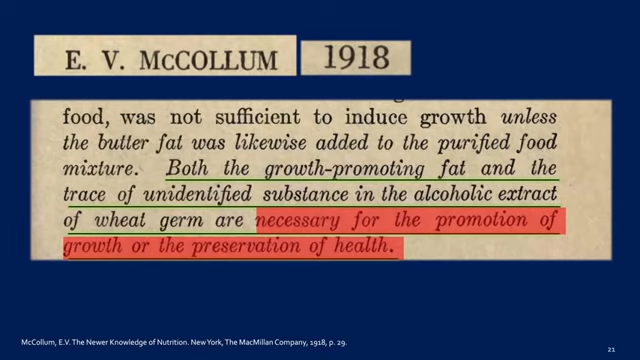 E. V. McCOLLUM 1918
food, was not sufficient to induce growth unless
the butter fat was likewise added to the purified food
mixture. Both the growth-promoting fat and the
trace of unidentified substance in the alcoholic extract
of wheat germ are necessary for the promotion of
growth or the preservation of health.
McCollum, E.V. The Newer Knowledge of Nutrition. New York, The MacMillan Company, 1918, p. 29.
21